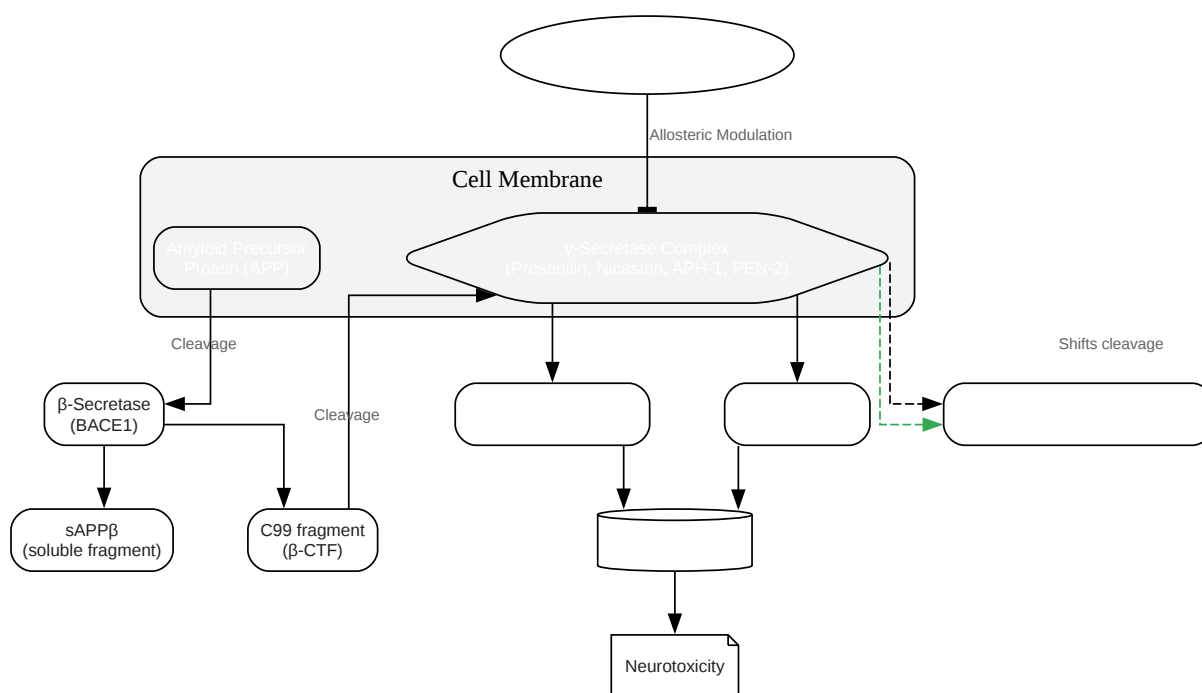 Allosteric Modulation
Cell Membrane
Amyloid Precursor
Protein (APP)
γ-Secretase Complex
(Presenilin, Nicastrin, APH-1, PEN-2)
Cleavage
Shifts cleavage
β-Secretase
(BACE1)
Cleavage
sAPPβ
(soluble fragment)
C99 fragment
(β-CTF)
Neurotoxicity